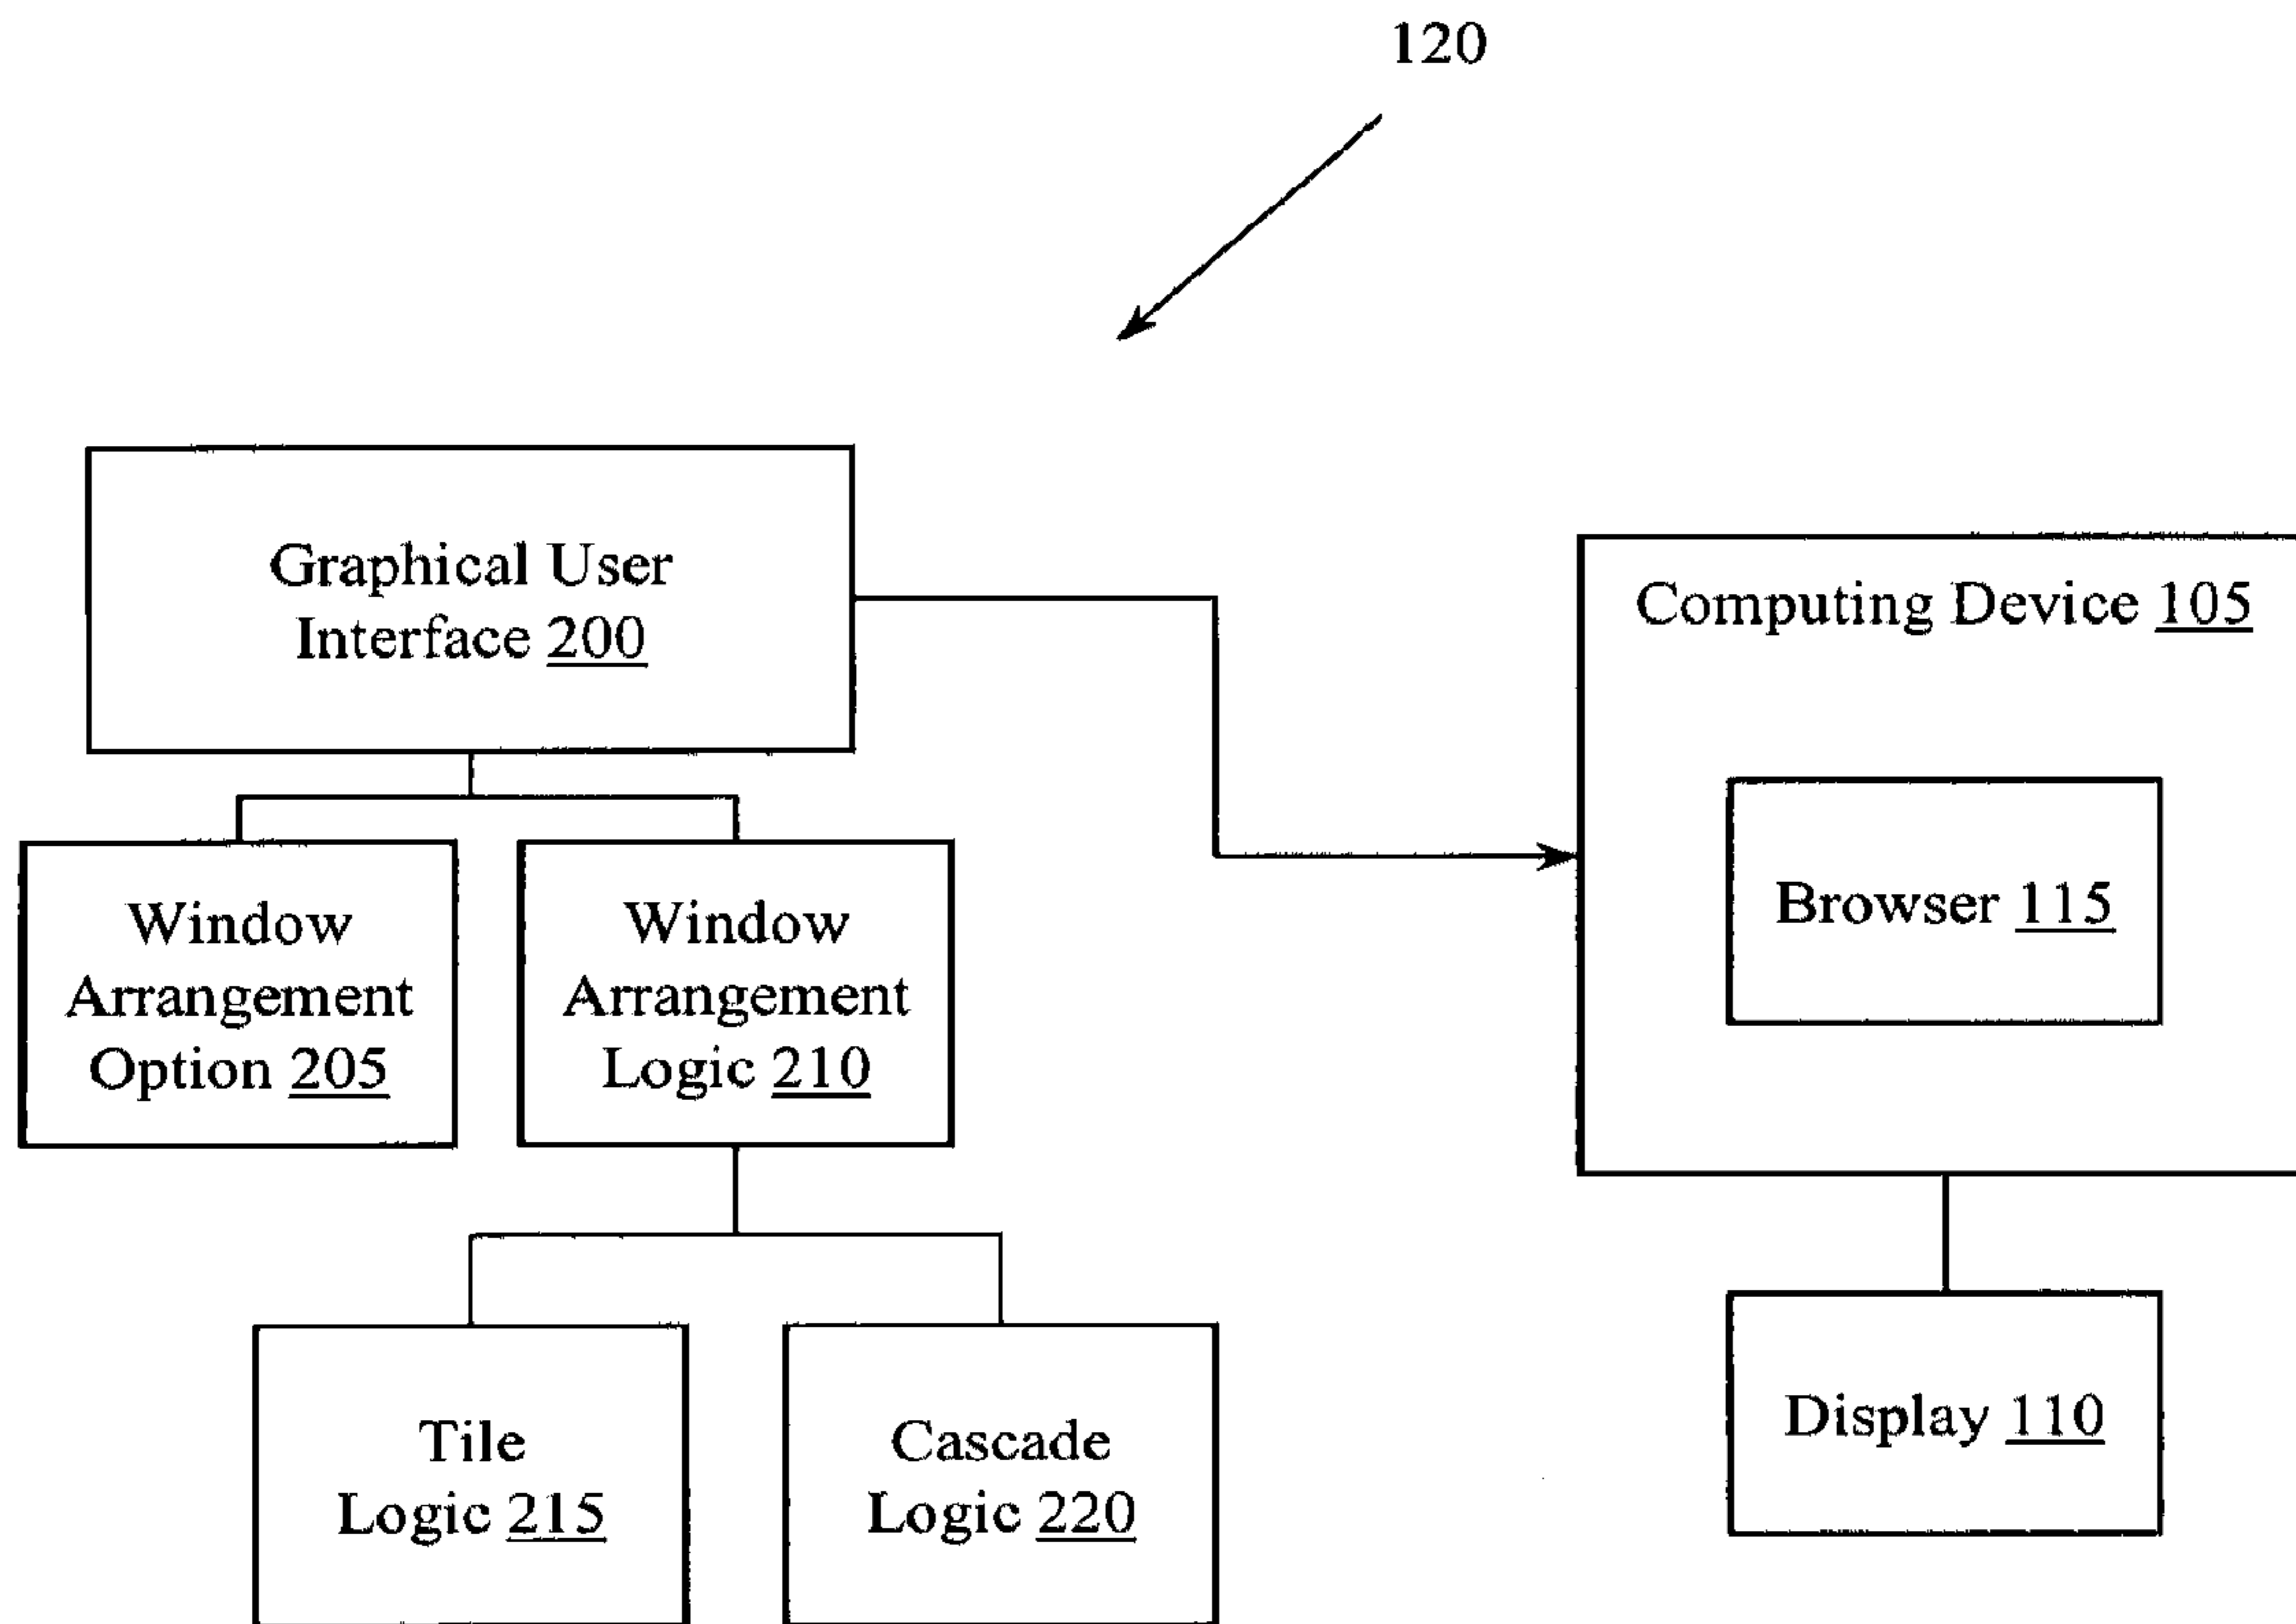 120
Graphical User
Interface 200
Computing Device 105
Browser 115
Window
Arrangement
Option 205
Window
Arrangement
Logic 210
Tile
Logic 215
Cascade
Logic 220
Display 110